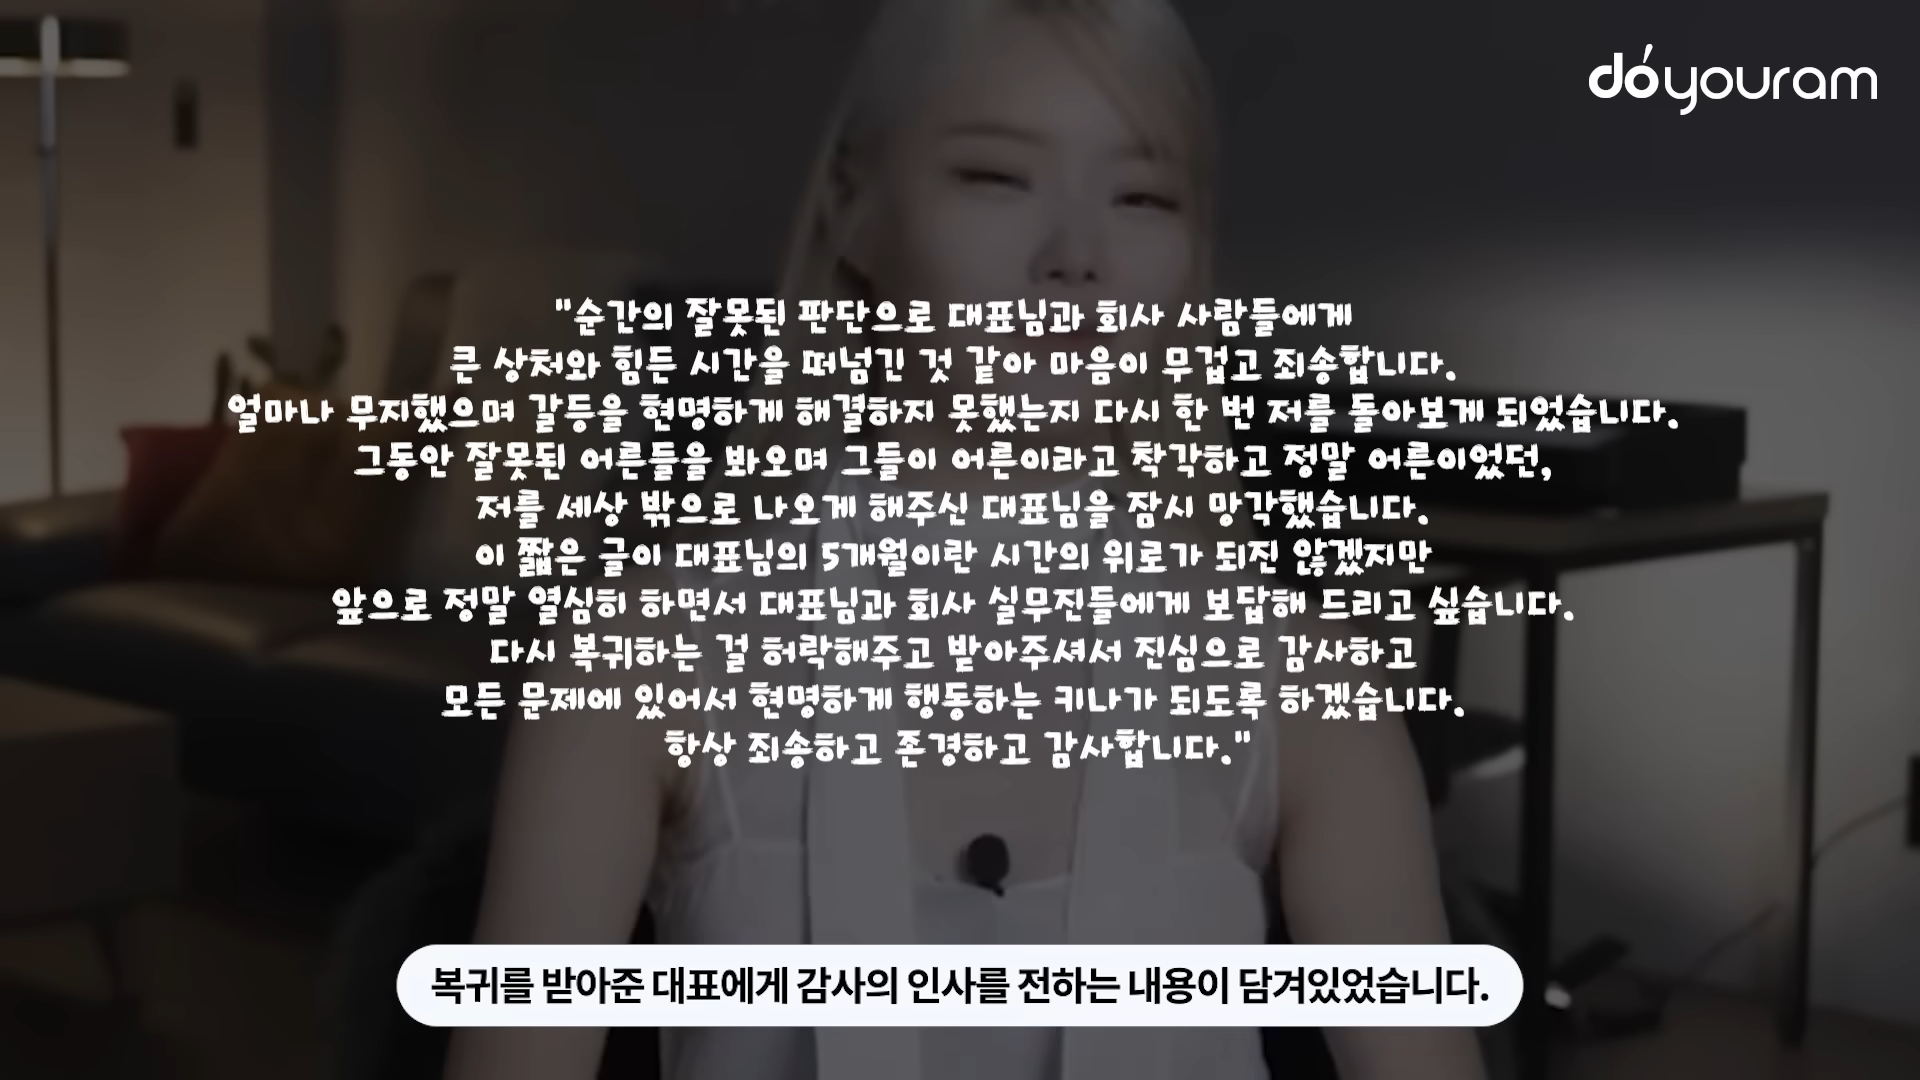 dóyouram
"순간의 잘못된 판단으로 대표님과 회사 사람들에게
큰 상처와 힘든 시간을 떠넘긴 것 같아 마음이 무겁고 죄송합니다.
얼마나 무지했으며 갈등을 현명하게 해결하지 못했는지 다시 한 번 저를 돌아보게 되었습니다.
그동안 잘못된 어른들을 봐오며 그들이 어른이라고 착각하고 정말 어른이었던,
저를 세상 밖으로 나오게 해주신 대표님을 잠시 망각했습니다.
이 짧은 글이 대표님의 5개월이란 시간의 위로가 되진 않겠지만
앞으로 정말 열심히 하면서 대표님과 회사 실무진들에게 보답해 드리고 싶습니다.
다시 복귀하는 걸 허락해주고 받아주셔서 진심으로 감사하고
모든 문제에 있어서 현명하게 행동하는 키나가 되도록 하겠습니다.
항상 죄송하고 존경하고 감사합니다."
복귀를 받아준 대표에게 감사의 인사를 전하는 내용이 담겨있었습니다.